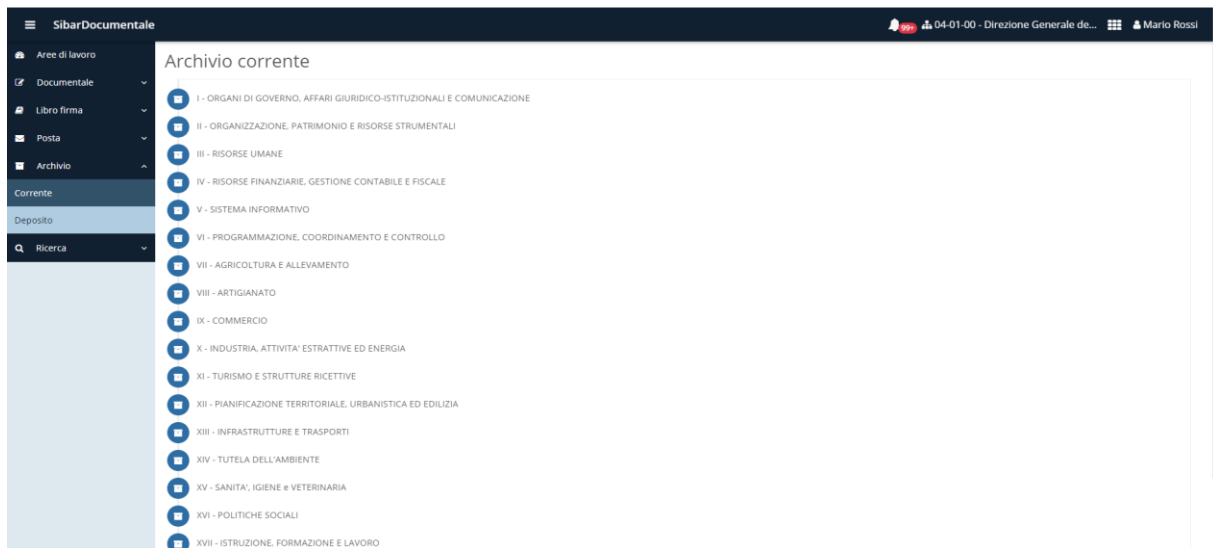 SibarDocumentale
99+ 04-01-00 - Direzione Generale de... Mario Rossi
Aree di lavoro
Documentale
Libro firma
Posta
Archivio
Corrente
Deposito
Ricerca
Archivio corrente
I - ORGANI DI GOVERNO, AFFARI GIURIDICO-ISTITUZIONALI E COMUNICAZIONE
II - ORGANIZZAZIONE, PATRIMONIO E RISORSE STRUMENTALI
III - RISORSE UMANE
IV - RISORSE FINANZIARIE, GESTIONE CONTABILE E FISCALE
V - SISTEMA INFORMATIVO
VI - PROGRAMMAZIONE, COORDINAMENTO E CONTROLLO
VII - AGRICOLTURA E ALLEVAMENTO
VIII - ARTIGIANATO
IX - COMMERCIO
X - INDUSTRIA, ATTIVITA' ESTRATTIVE ED ENERGIA
XI - TURISMO E STRUTTURE RICETTIVE
XII - PIANIFICAZIONE TERRITORIALE, URBANISTICA ED EDILIZIA
XIII - INFRASTRUTTURE E TRASPORTI
XIV - TUTELA DELL'AMBIENTE
XV - SANITA', IGIENE e VETERINARIA
XVI - POLITICHE SOCIALI
XVII - ISTRUZIONE, FORMAZIONE E LAVORO